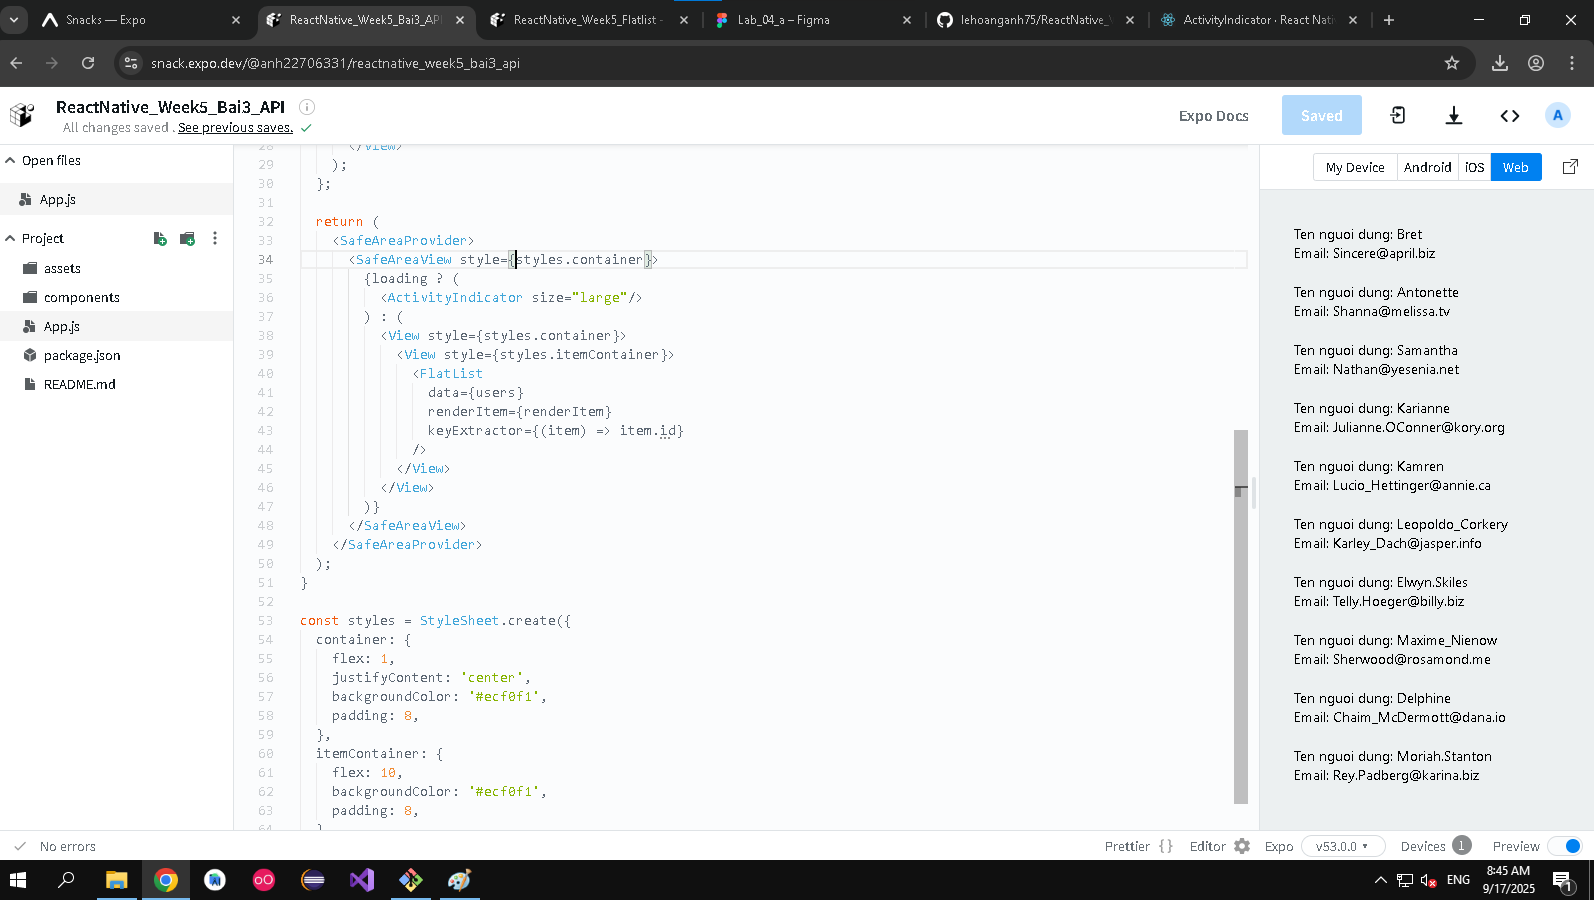 Snacks — Expo
ReactNative_Week5_Bai3_API
ReactNative_Week5_Flatlist -
Lab_04_a – Figma
lehoanganh75/ReactNative_
ActivityIndicator · React Nati
snack.expo.dev/@anh22706331/reactnative_week5_bai3_api
ReactNative_Week5_Bai3_API
All changes saved . See previous saves.
Expo Docs
Saved
A
Open files
App.js
Project
assets
components
App.js
package.json
README.md
28 </View>
29 );
30 };
31
32 return (
33 <SafeAreaProvider>
34 <SafeAreaView style={styles.container}>
35 {loading ? (
36 <ActivityIndicator size="large"/>
37 ) : (
38 <View style={styles.container}>
39 <View style={styles.itemContainer}>
40 <FlatList
41 data={users}
42 renderItem={renderItem}
43 keyExtractor={(item) => item.id}
44 />
45 </View>
46 </View>
47 )}
48 </SafeAreaView>
49 </SafeAreaProvider>
50 );
51 }
52
53 const styles = StyleSheet.create({
54 container: {
55 flex: 1,
56 justifyContent: 'center',
57 backgroundColor: '#ecf0f1',
58 padding: 8,
59 },
60 itemContainer: {
61 flex: 10,
62 backgroundColor: '#ecf0f1',
63 padding: 8,
64 }
My Device
Android
iOS
Web
Ten nguoi dung: Bret
Email: Sincere@april.biz
Ten nguoi dung: Antonette
Email: Shanna@melissa.tv
Ten nguoi dung: Samantha
Email: Nathan@yesenia.net
Ten nguoi dung: Karianne
Email: Julianne.OConner@kory.org
Ten nguoi dung: Kamren
Email: Lucio_Hettinger@annie.ca
Ten nguoi dung: Leopoldo_Corkery
Email: Karley_Dach@jasper.info
Ten nguoi dung: Elwyn.Skiles
Email: Telly.Hoeger@billy.biz
Ten nguoi dung: Maxime_Nienow
Email: Sherwood@rosamond.me
Ten nguoi dung: Delphine
Email: Chaim_McDermott@dana.io
Ten nguoi dung: Moriah.Stanton
Email: Rey.Padberg@karina.biz
No errors
Prettier {}
Editor
Expo
v53.0.0
Devices 1
Preview
ENG
8:45 AM
9/17/2025
1